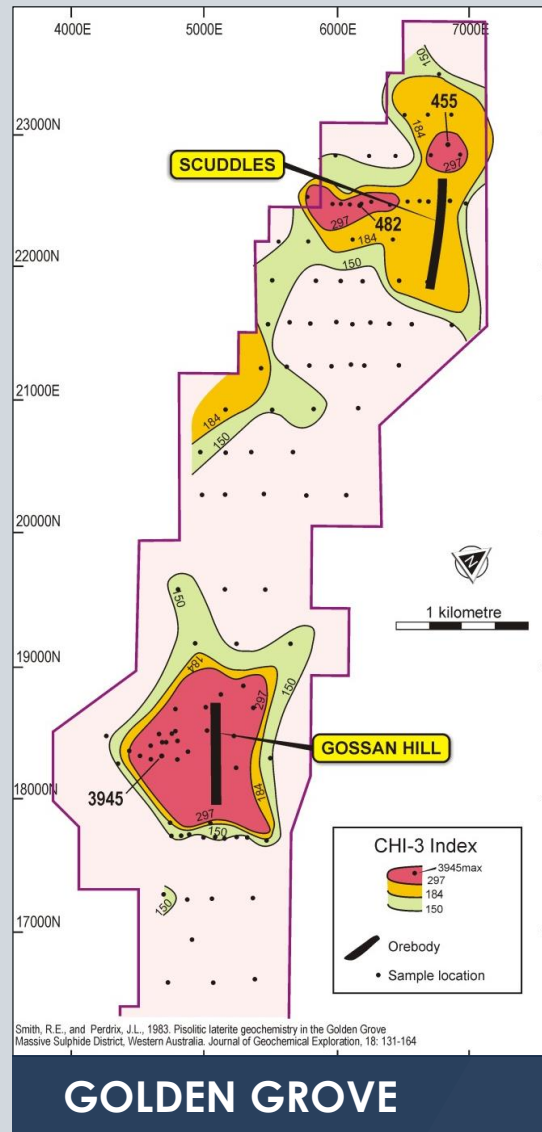 4000E 5000E 6000E 7000E
150
455
23000N
184
SCUDDLES
297
297
482
184
22000N
150
21000E
184
150
20000N
1 kilometre
150
19000N
184
150
297
GOSSAN HILL
18000N
3945
184
297
150
CHI-3 Index
3945max
297
184
150
150
Orebody
17000N
Sample location
Smith, R.E., and Perdrix, J.L., 1983. Pisolitic laterite geochemistry in the Golden Grove
Massive Sulphide District, Western Australia. Journal of Geochemical Exploration, 18: 131-164
GOLDEN GROVE